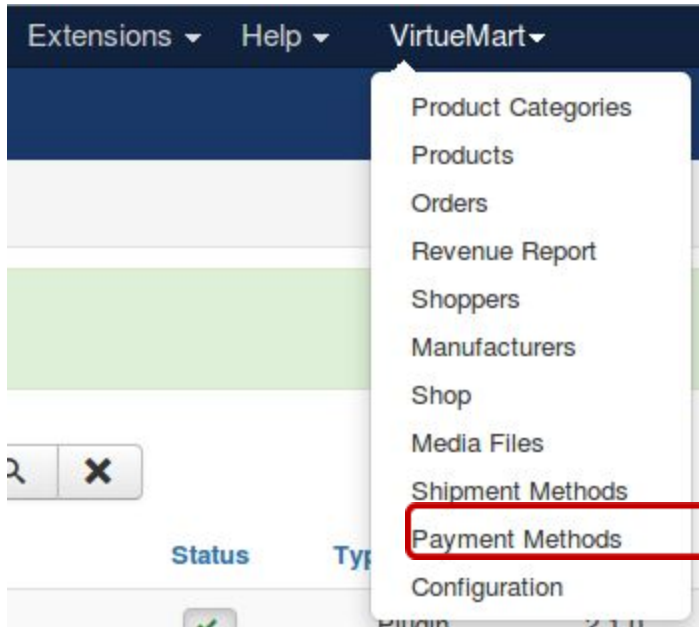 Extensions Help VirtueMart
Product Categories
Products
Orders
Revenue Report
Shoppers
Manufacturers
Shop
Media Files
Shipment Methods
Payment Methods
Status
Configuration